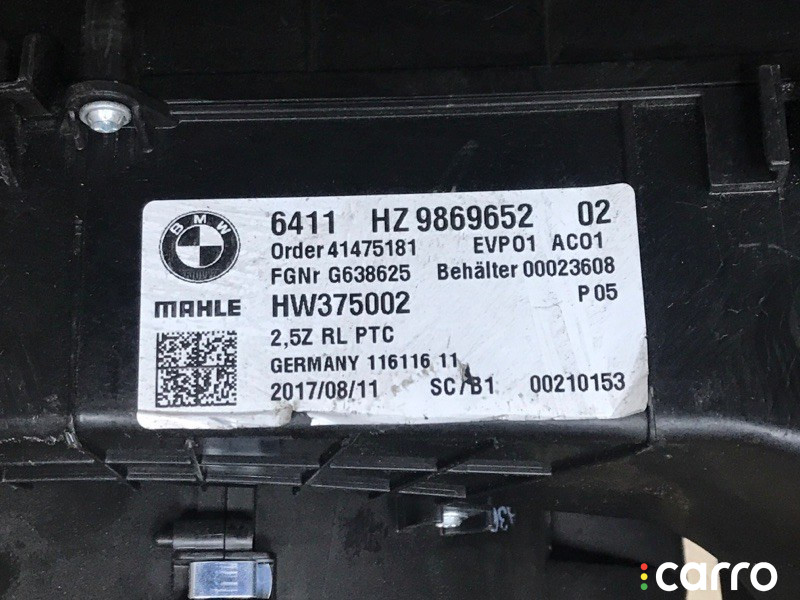 BMW
6411 HZ 9869652 02
Order 41475181 EVP01 AC01
FGNr G638625 Behälter 00023608
MAHLE HW375002 P 05
2,5Z RL PTC
GERMANY 116116 11
2017/08/11 SC/B1 00210153
carro